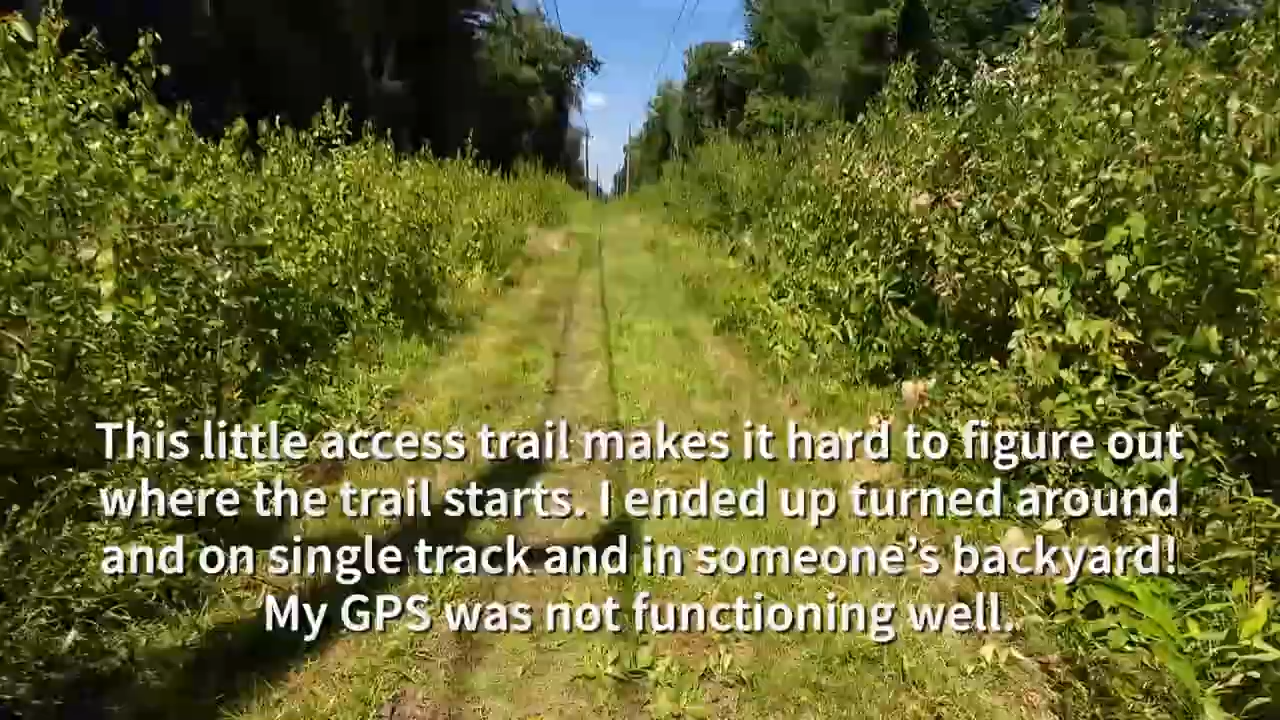 This little access trail makes it hard to figure out
where the trail starts. I ended up turned around
and on single track and in someone’s backyard!
My GPS was not functioning well.